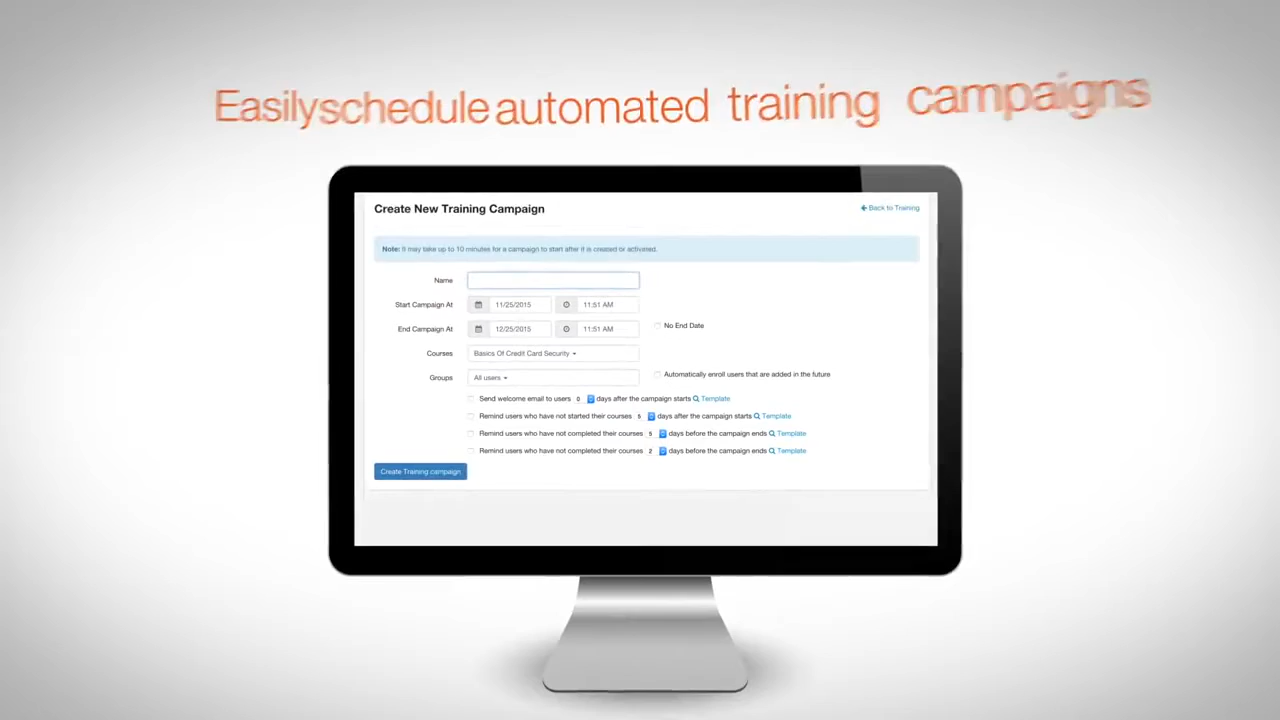 Easily schedule automated training campaigns
Create New Training Campaign
Back to Training
Note: It may take up to 10 minutes for a campaign to start after it is created or activated.
Name
Start Campaign At 11/25/2015 11:51 AM
End Campaign At 12/25/2015 11:51 AM No End Date
Courses Basics Of Credit Card Security
Groups All users Automatically enroll users that are added in the future
Send welcome email to users 0 days after the campaign starts Template
Remind users who have not started their courses 5 days after the campaign starts Template
Remind users who have not completed their courses 5 days before the campaign ends Template
Remind users who have not completed their courses 2 days before the campaign ends Template
Create Training campaign